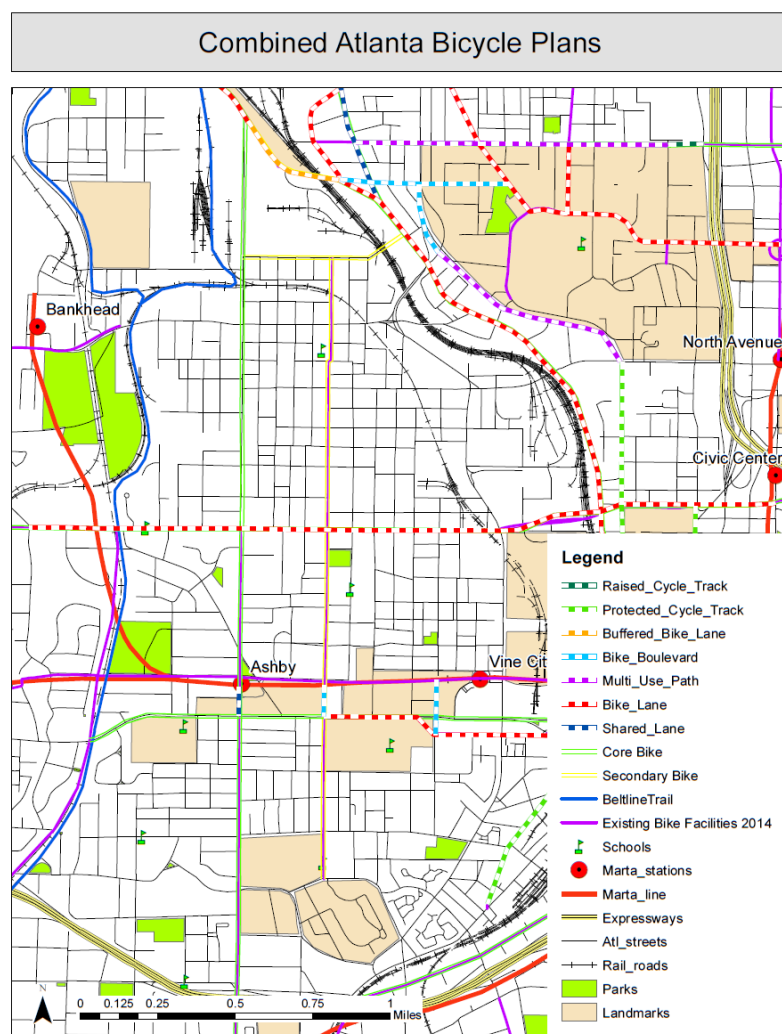 Combined Atlanta Bicycle Plans
Bankhead
North Avenue
Civic Center
Ashby
Vine Cit
Legend
Raised_Cycle_Track
Protected_Cycle_Track
Buffered_Bike_Lane
Bike_Boulevard
Multi_Use_Path
Bike_Lane
Shared_Lane
Core Bike
Secondary Bike
BeltlineTrail
Existing Bike Facilities 2014
Schools
Marta_stations
Marta_line
Expressways
Atl_streets
Rail_roads
Parks
Landmarks
N
0 0.125 0.25 0.5 0.75 1
Miles